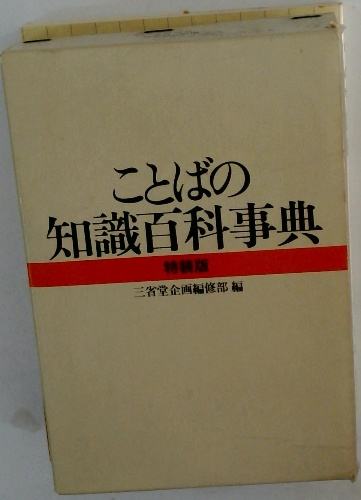 ことばの
知識百科事典
特装版
三省堂企画編修部 編